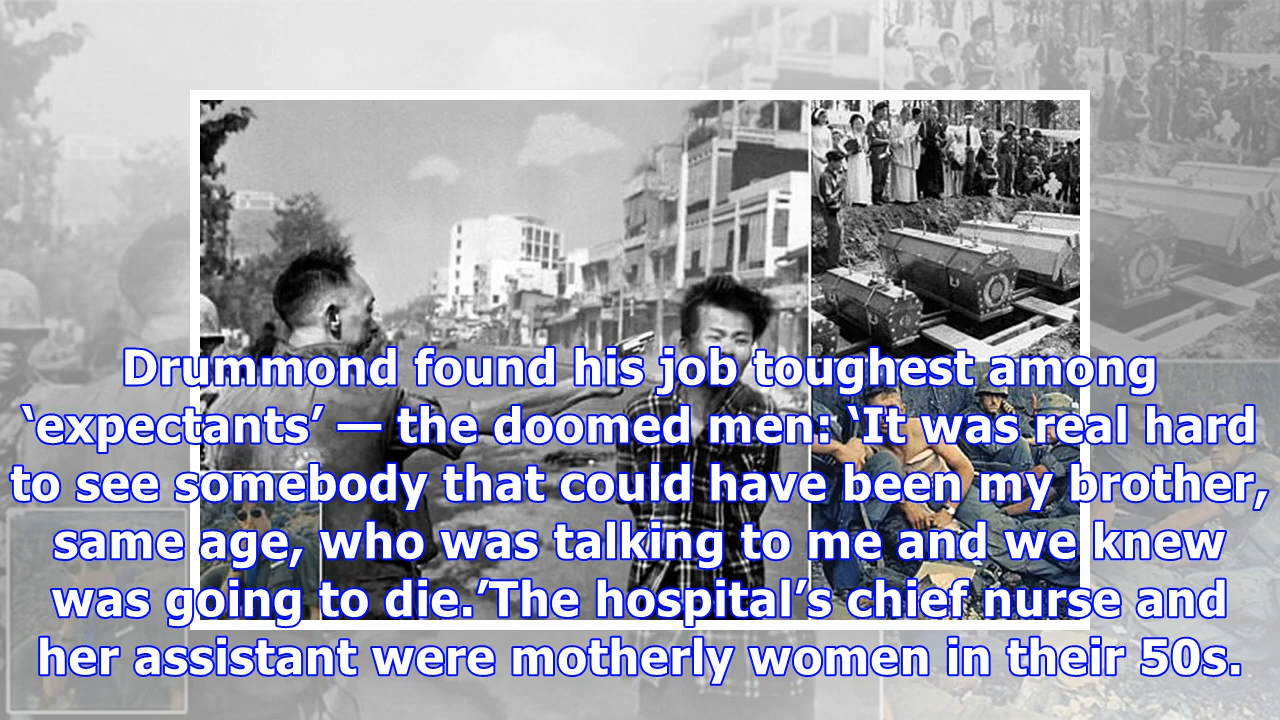 Drummond found his job toughest among
‘expectants’ — the doomed men: ‘It was real hard
to see somebody that could have been my brother,
same age, who was talking to me and we knew
was going to die.’The hospital’s chief nurse and
her assistant were motherly women in their 50s.